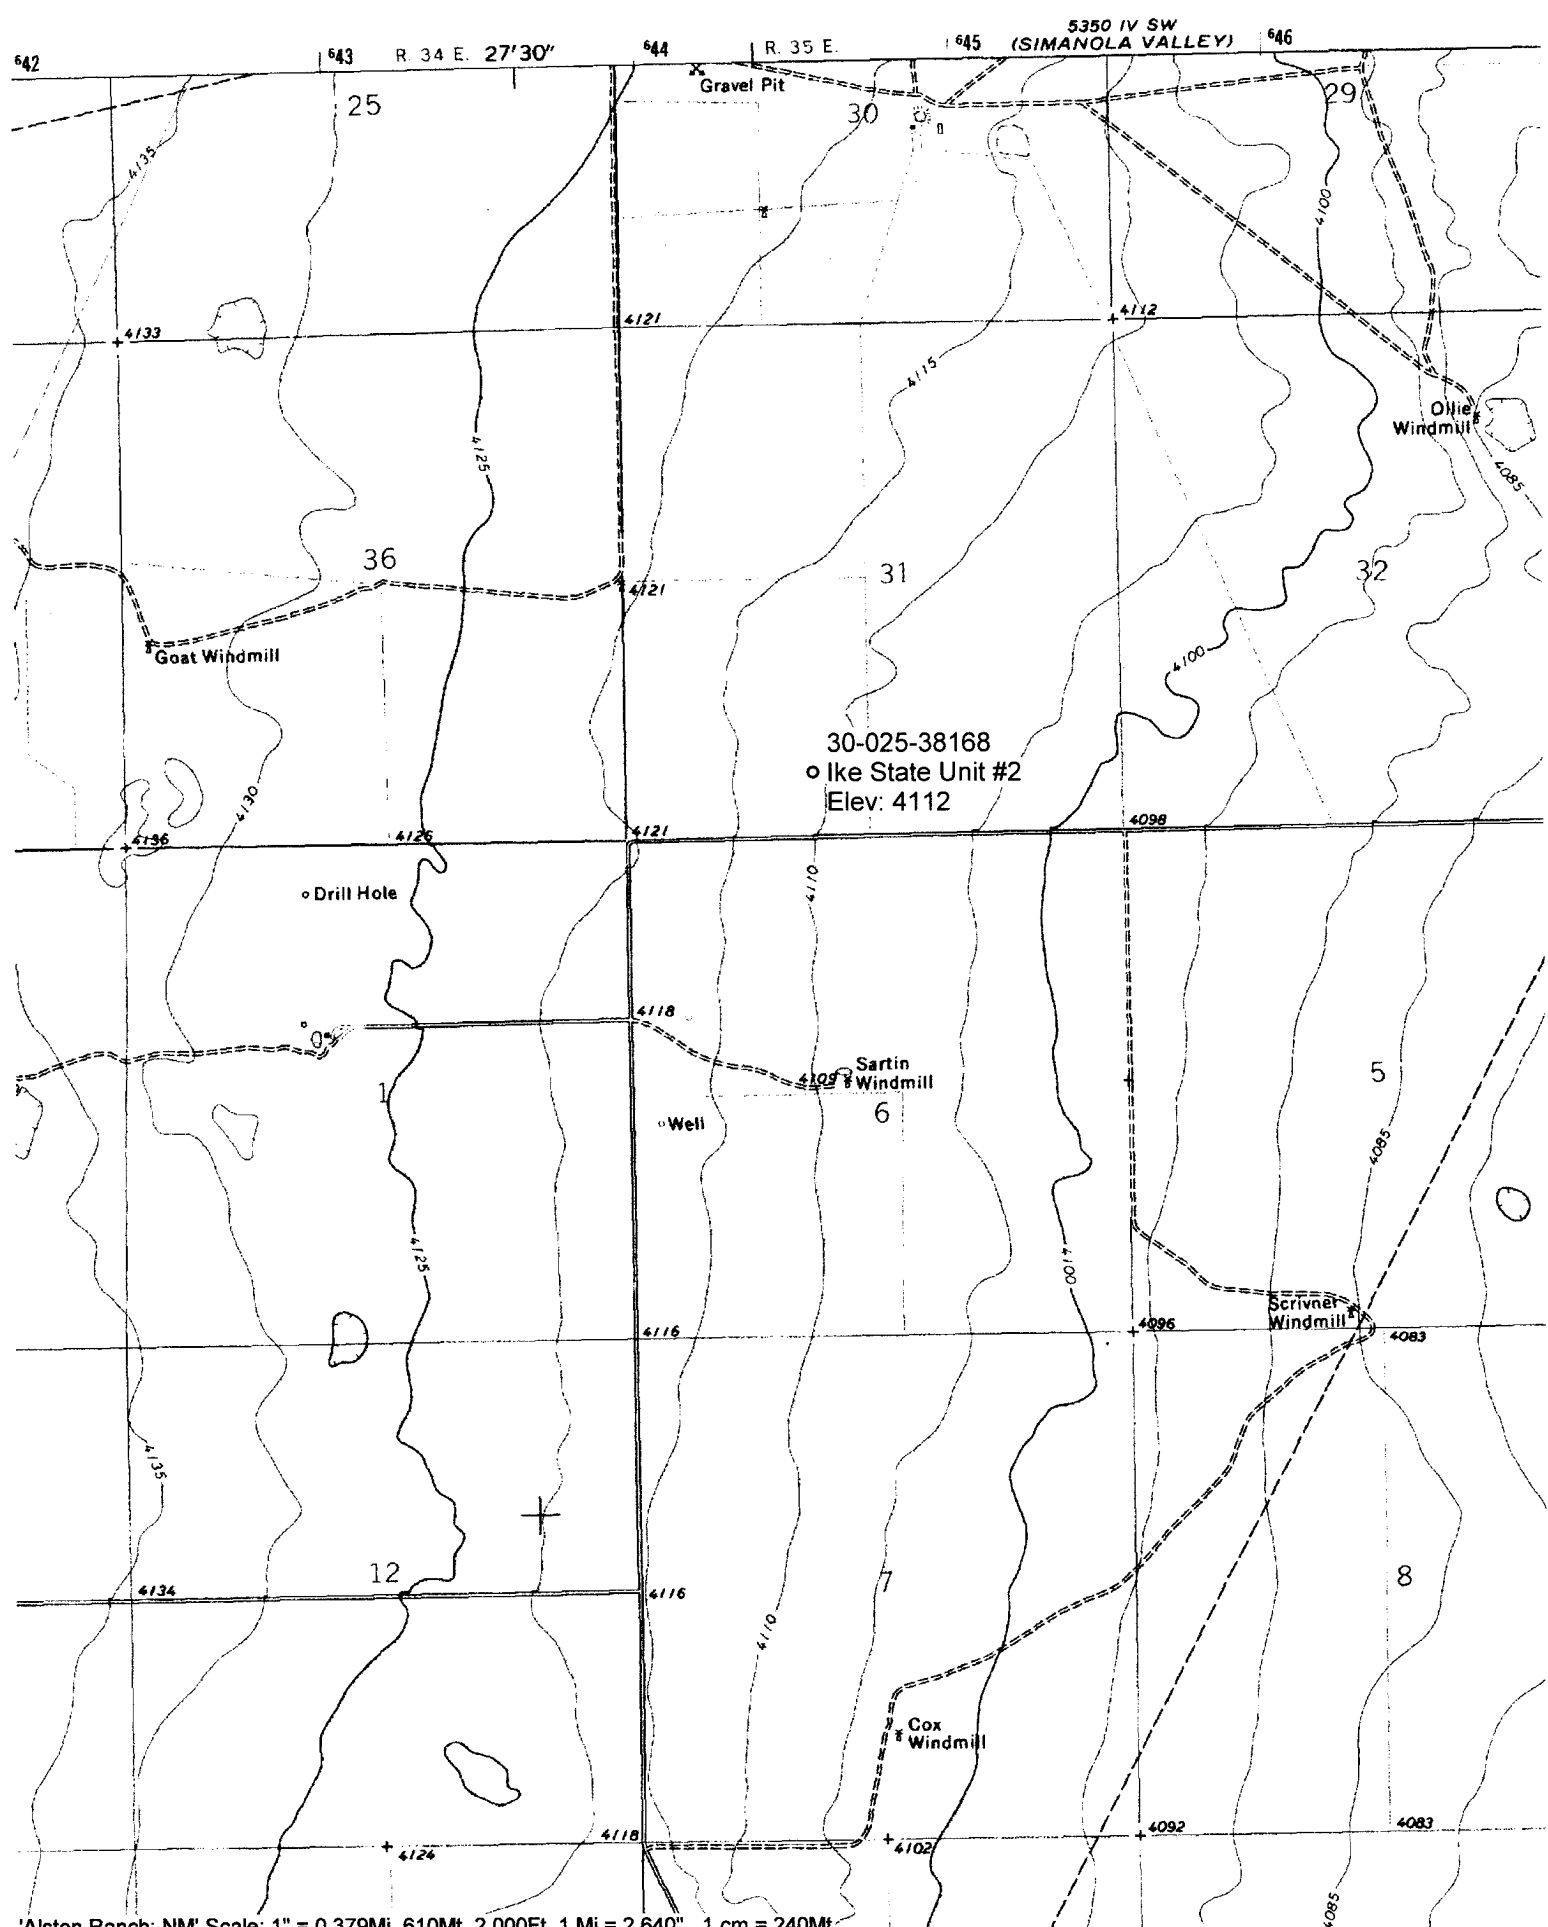 5350 IV SW
⁶42 ⁶43 R. 34 E. 27'30" ⁶44 R. 35 E. ⁶45 (SIMANOLA VALLEY) ⁶46
Gravel Pit
25 30 29
4135
4100
4133 4121 4112
4115
Ollie
Windmill
4125
4085
36 31 32
4121
Goat Windmill
4100
30-025-38168
Ike State Unit #2
Elev: 4112
4130
4136 4126 4121 4098
Drill Hole
4110
4118
Sartin
4109 Windmill
1 6 5
Well
4085
4125
4100
Scrivner
Windmill
4116 4096 4083
4135
12 7 8
4134 4116
4110
Cox
Windmill
4118 4092 4083
4124 4102
4085
'Alston Ranch; NM' Scale: 1" = 0.379Mi 610Mt 2,000Ft, 1 Mi = 2.640", 1 cm = 240Mt